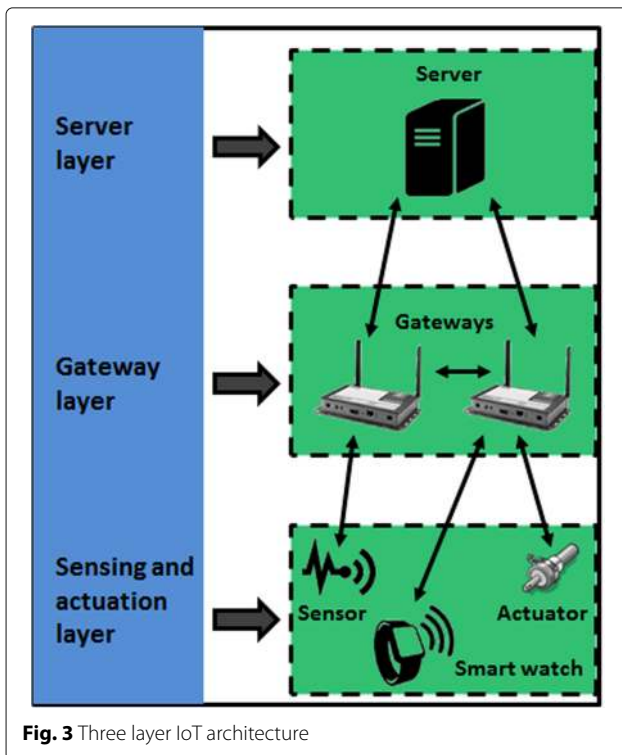 Server
Server
layer
Gateways
Gateway
layer
Sensing and
actuation
layer
Sensor
Actuator
Smart watch
Fig. 3 Three layer IoT architecture